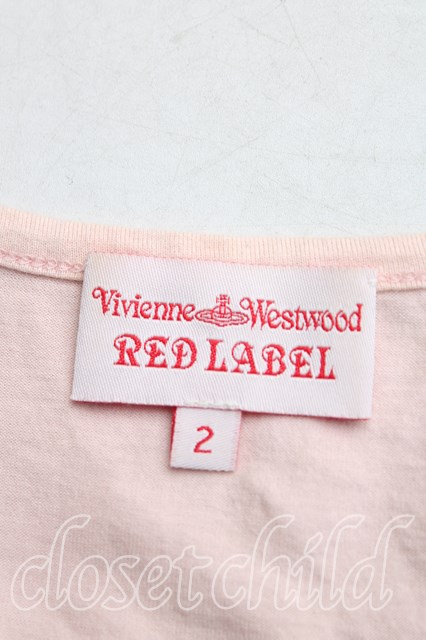 Vivienne Westwood
RED LABEL
2
closetchild